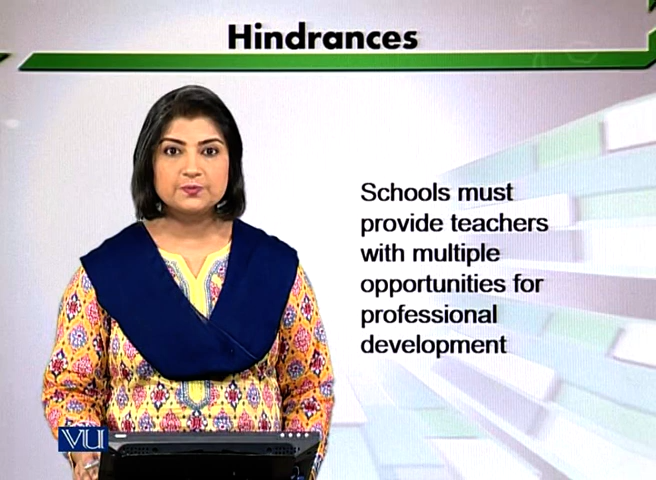 Hindrances
Schools must
provide teachers
with multiple
opportunities for
professional
development
VU